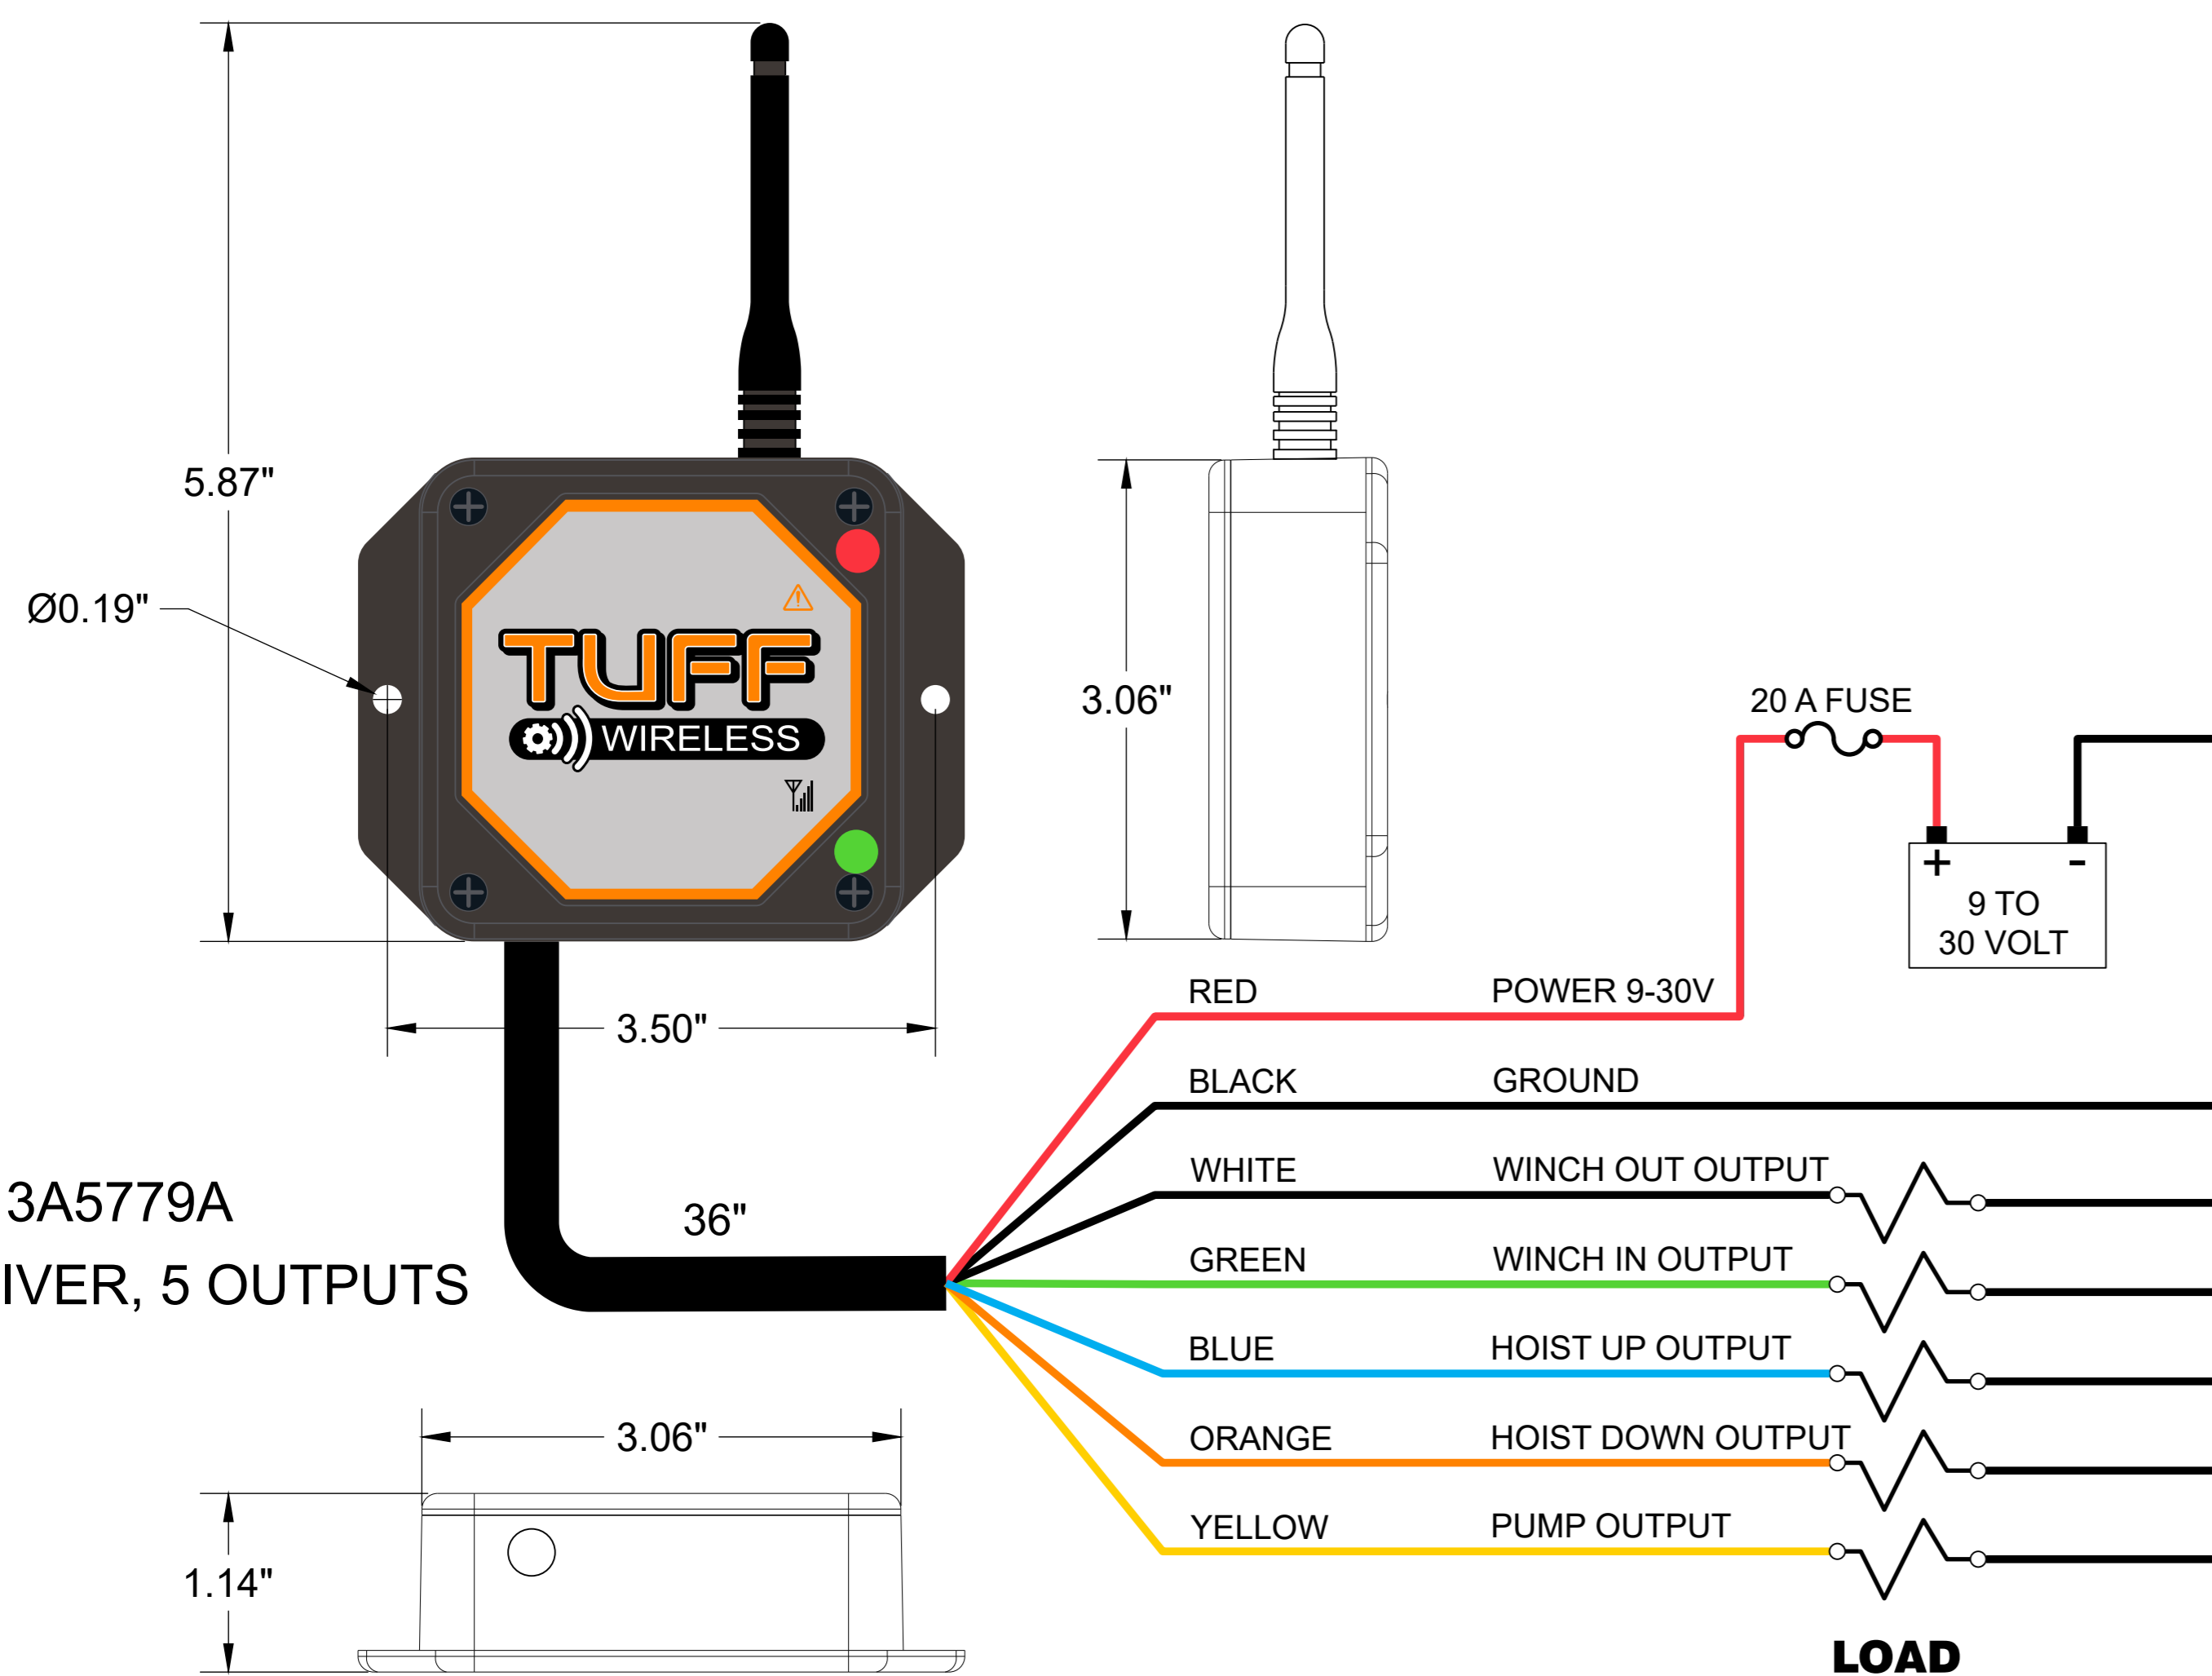 5.87"
Ø0.19"
TUFF
WIRELESS
3.06"
3.50"
20 A FUSE
+ -
9 TO
30 VOLT
RED POWER 9-30V
BLACK GROUND
WHITE WINCH OUT OUTPUT
GREEN WINCH IN OUTPUT
BLUE HOIST UP OUTPUT
ORANGE HOIST DOWN OUTPUT
YELLOW PUMP OUTPUT
LOAD
3A5779A
IVER, 5 OUTPUTS
36"
3.06"
1.14"